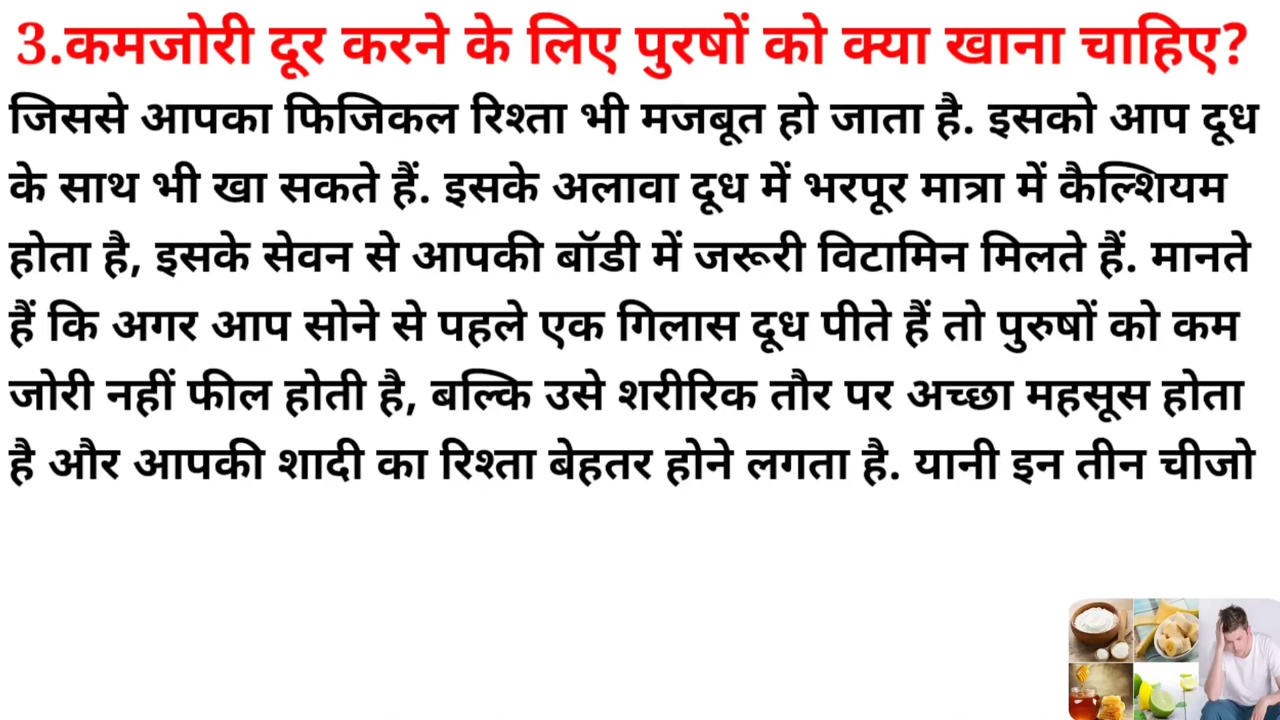 3.कमजोरी दूर करने के लिए पुरषों को क्या खाना चाहिए?
जिससे आपका फिजिकल रिश्ता भी मजबूत हो जाता है. इसको आप दूध
के साथ भी खा सकते हैं. इसके अलावा दूध में भरपूर मात्रा में कैल्शियम
होता है, इसके सेवन से आपकी बॉडी में जरूरी विटामिन मिलते हैं. मानते
हैं कि अगर आप सोने से पहले एक गिलास दूध पीते हैं तो पुरुषों को कम
जोरी नहीं फील होती है, बल्कि उसे शरीरिक तौर पर अच्छा महसूस होता
है और आपकी शादी का रिश्ता बेहतर होने लगता है. यानी इन तीन चीजो